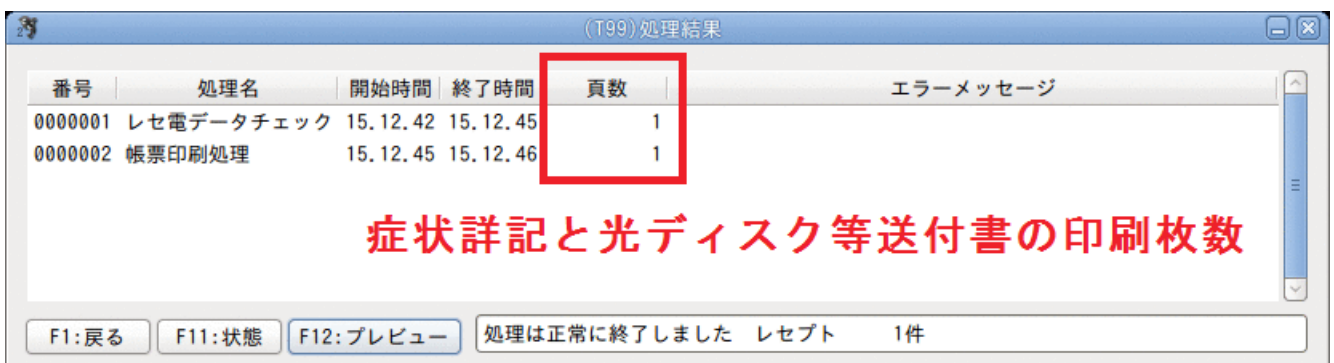 (T99)処理結果
番号 処理名 開始時間 終了時間 頁数 エラーメッセージ
0000001 レセ電データチェック 15.12.42 15.12.45 1
0000002 帳票印刷処理 15.12.45 15.12.46 1
症状詳記と光ディスク等送付書の印刷枚数
F1:戻る F11:状態 F12:プレビュー 処理は正常に終了しました レセプト 1件